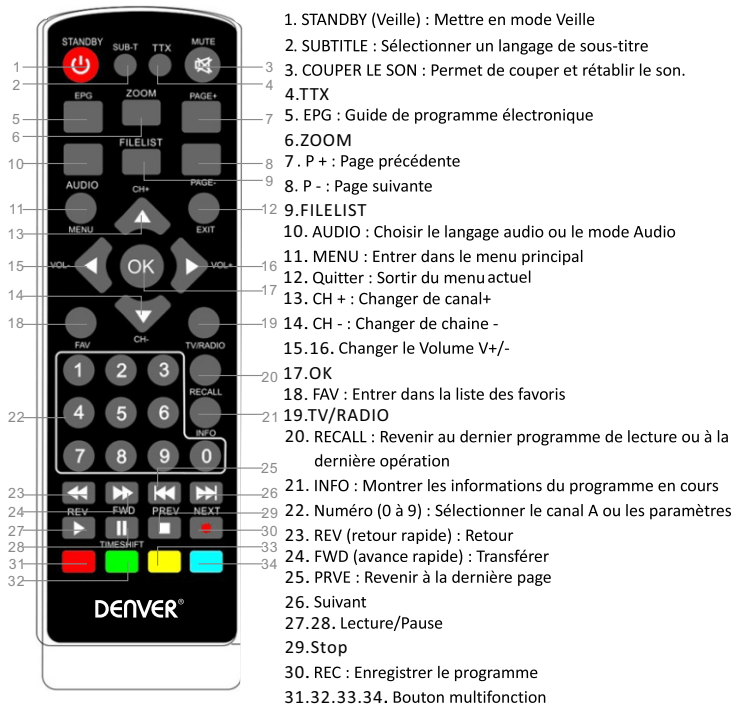 STANDBY
SUB-T
TTX
MUTE
1
2
3
4
EPG
ZOOM
PAGE+
5
6
7
FILELIST
10
8
9
AUDIO
CH+
PAGE-
11
12
MENU
EXIT
13
15
VOL-
OK
VOL+
16
14
17
18
19
FAV
CH-
TV/RADIO
1
2
3
20
RECALL
22
4
5
6
21
INFO
7
8
9
0
25
23
26
24
REV
FWD
PREV
NEXT
29
27
30
28
TIMESHIFT
33
31
34
32
DENVER®
1. STANDBY (Veille) : Mettre en mode Veille
2. SUBTITLE : Sélectionner un langage de sous-titre
3. COUPER LE SON : Permet de couper et rétablir le son.
4.TTX
5. EPG : Guide de programme électronique
6.ZOOM
7 . P + : Page précédente
8. P - : Page suivante
9.FILELIST
10. AUDIO : Choisir le langage audio ou le mode Audio
11. MENU : Entrer dans le menu principal
12. Quitter : Sortir du menu actuel
13. CH + : Changer de canal+
14. CH - : Changer de chaine -
15.16. Changer le Volume V+/-
17.OK
18. FAV : Entrer dans la liste des favoris
19.TV/RADIO
20. RECALL : Revenir au dernier programme de lecture ou à la
dernière opération
21. INFO : Montrer les informations du programme en cours
22. Numéro (0 à 9) : Sélectionner le canal A ou les paramètres
23. REV (retour rapide) : Retour
24. FWD (avance rapide) : Transférer
25. PRVE : Revenir à la dernière page
26. Suivant
27.28. Lecture/Pause
29.Stop
30. REC : Enregistrer le programme
31.32.33.34. Bouton multifonction